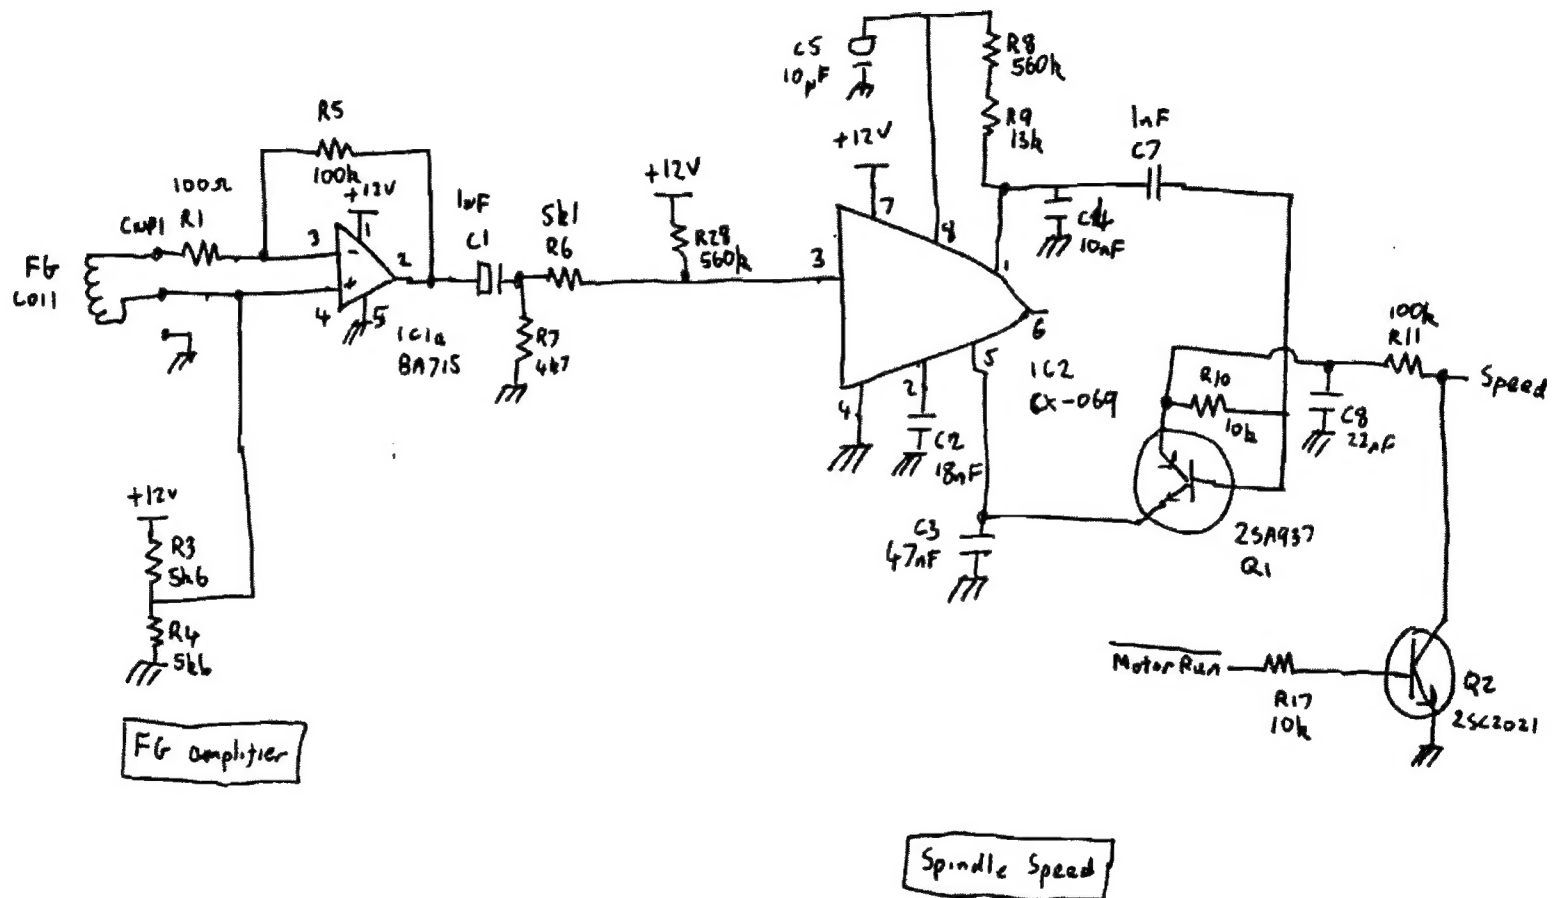 R5
100k
+12V
100Ω
R1
CNP1
FG
Coil
3
4
1
2
5
IC1a
BA715
1nF
C1
5k1
R6
R7
4k7
+12V
R28
560k
+12V
R3
5k6
R4
5k6
FG amplifier
C5
10µF
R8
560k
R9
13k
+12V
7
8
3
1
6
5
2
4
IC2
CX-069
1nF
C7
C4
10nF
C2
18nF
C3
47nF
R10
10k
2SA937
Q1
100k
R11
Speed
C8
22nF
Motor Run
R17
10k
Q2
2SC2021
Spindle Speed